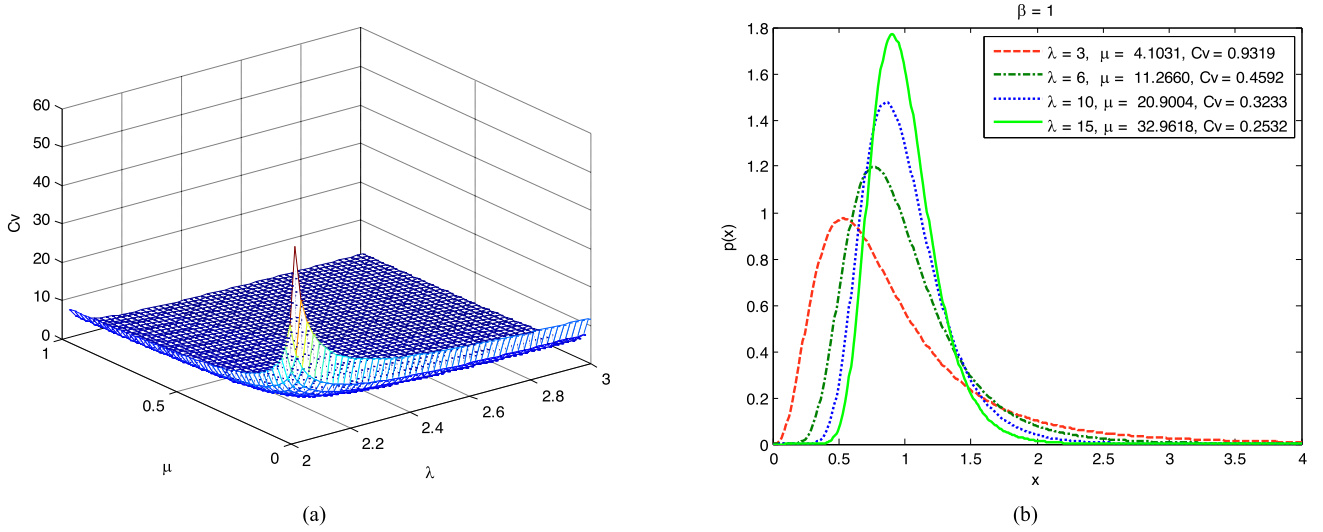 60
50
40
30
20
10
0
Cv
1
0.5
0
μ
2
2.2
2.4
2.6
2.8
3
λ
(a)
β = 1
λ = 3, μ = 4.1031, Cv = 0.9319
λ = 6, μ = 11.2660, Cv = 0.4592
λ = 10, μ = 20.9004, Cv = 0.3233
λ = 15, μ = 32.9618, Cv = 0.2532
1.8
1.6
1.4
1.2
1
0.8
0.6
0.4
0.2
0
p(x)
0 0.5 1 1.5 2 2.5 3 3.5 4
x
(b)